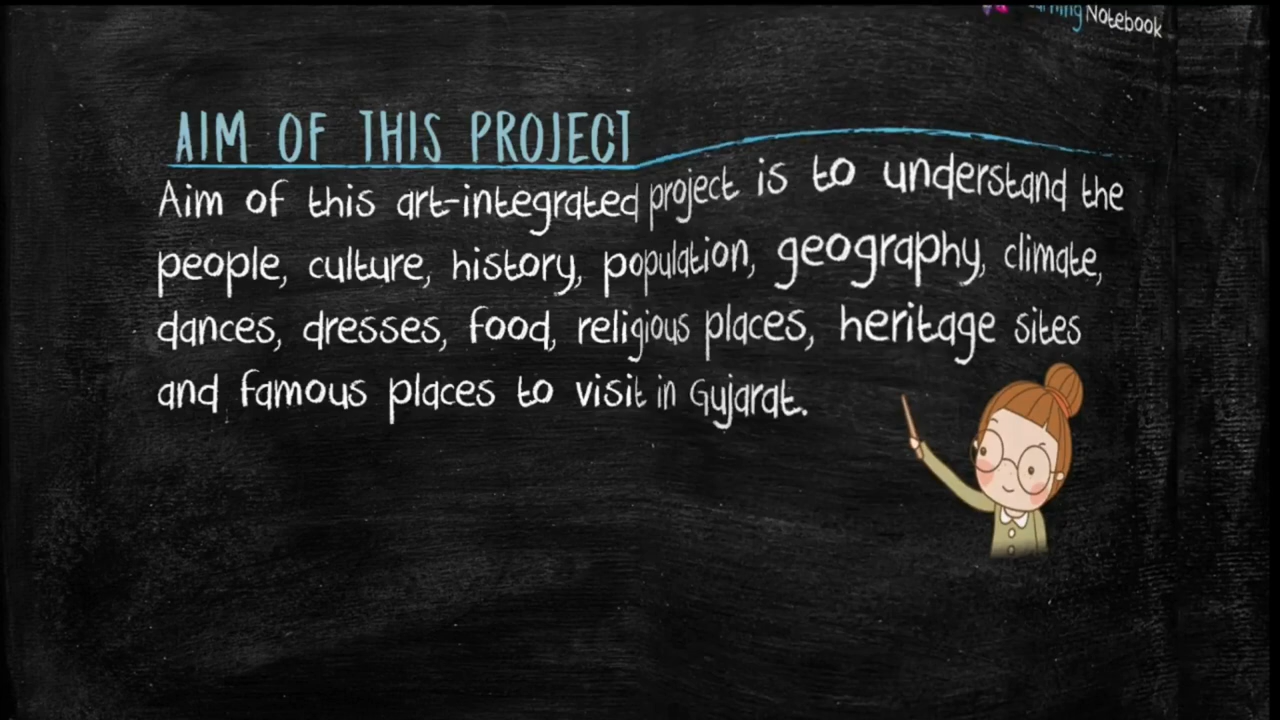 Notebook
AIM OF THIS PROJECT
Aim of this art-integrated project is to understand the
people, culture, history, population, geography, climate,
dances, dresses, food, religious places, heritage sites
and famous places to visit in Gujarat.